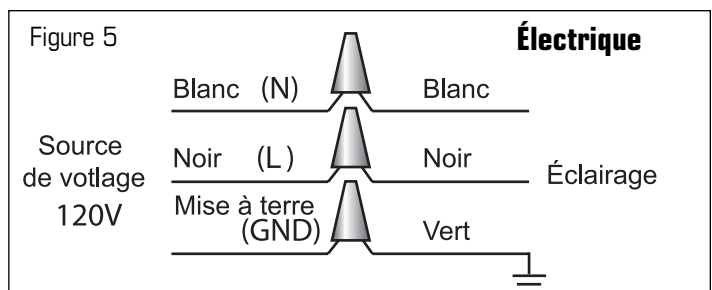 Figure 5
Électrique
Blanc (N)
Blanc
Source
de votlage
120V
Noir (L)
Noir
Éclairage
Mise à terre
(GND)
Vert